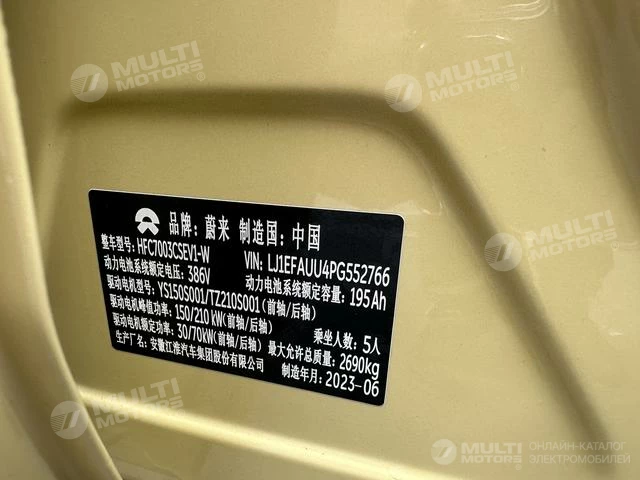 MULTI
MOTORS
MULTI
MOTORS
品牌: 蔚来 制造国: 中国
整车型号: HFC7003CSEV1-W VIN: LJ1EFAUU4PG552766
动力电池系统额定电压: 386V 动力电池系统额定容量: 195Ah
驱动电机型号: YS150S001/TZ210S001(前轴/后轴)
驱动电机峰值功率: 150/210kW(前轴/后轴) 乘坐人数: 5人
驱动电机额定功率: 30/70kW(前轴/后轴) 最大允许总质量: 2690kg
生产厂名: 安徽江淮汽车集团股份有限公司 制造年月: 2023-06
MULTI
MOTORS
MULTI
MOTORS
ОНЛАЙН-КАТАЛОГ
ЭЛЕКТРОМОБИЛЕЙ